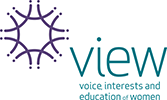 view
voice, interests and
education of women